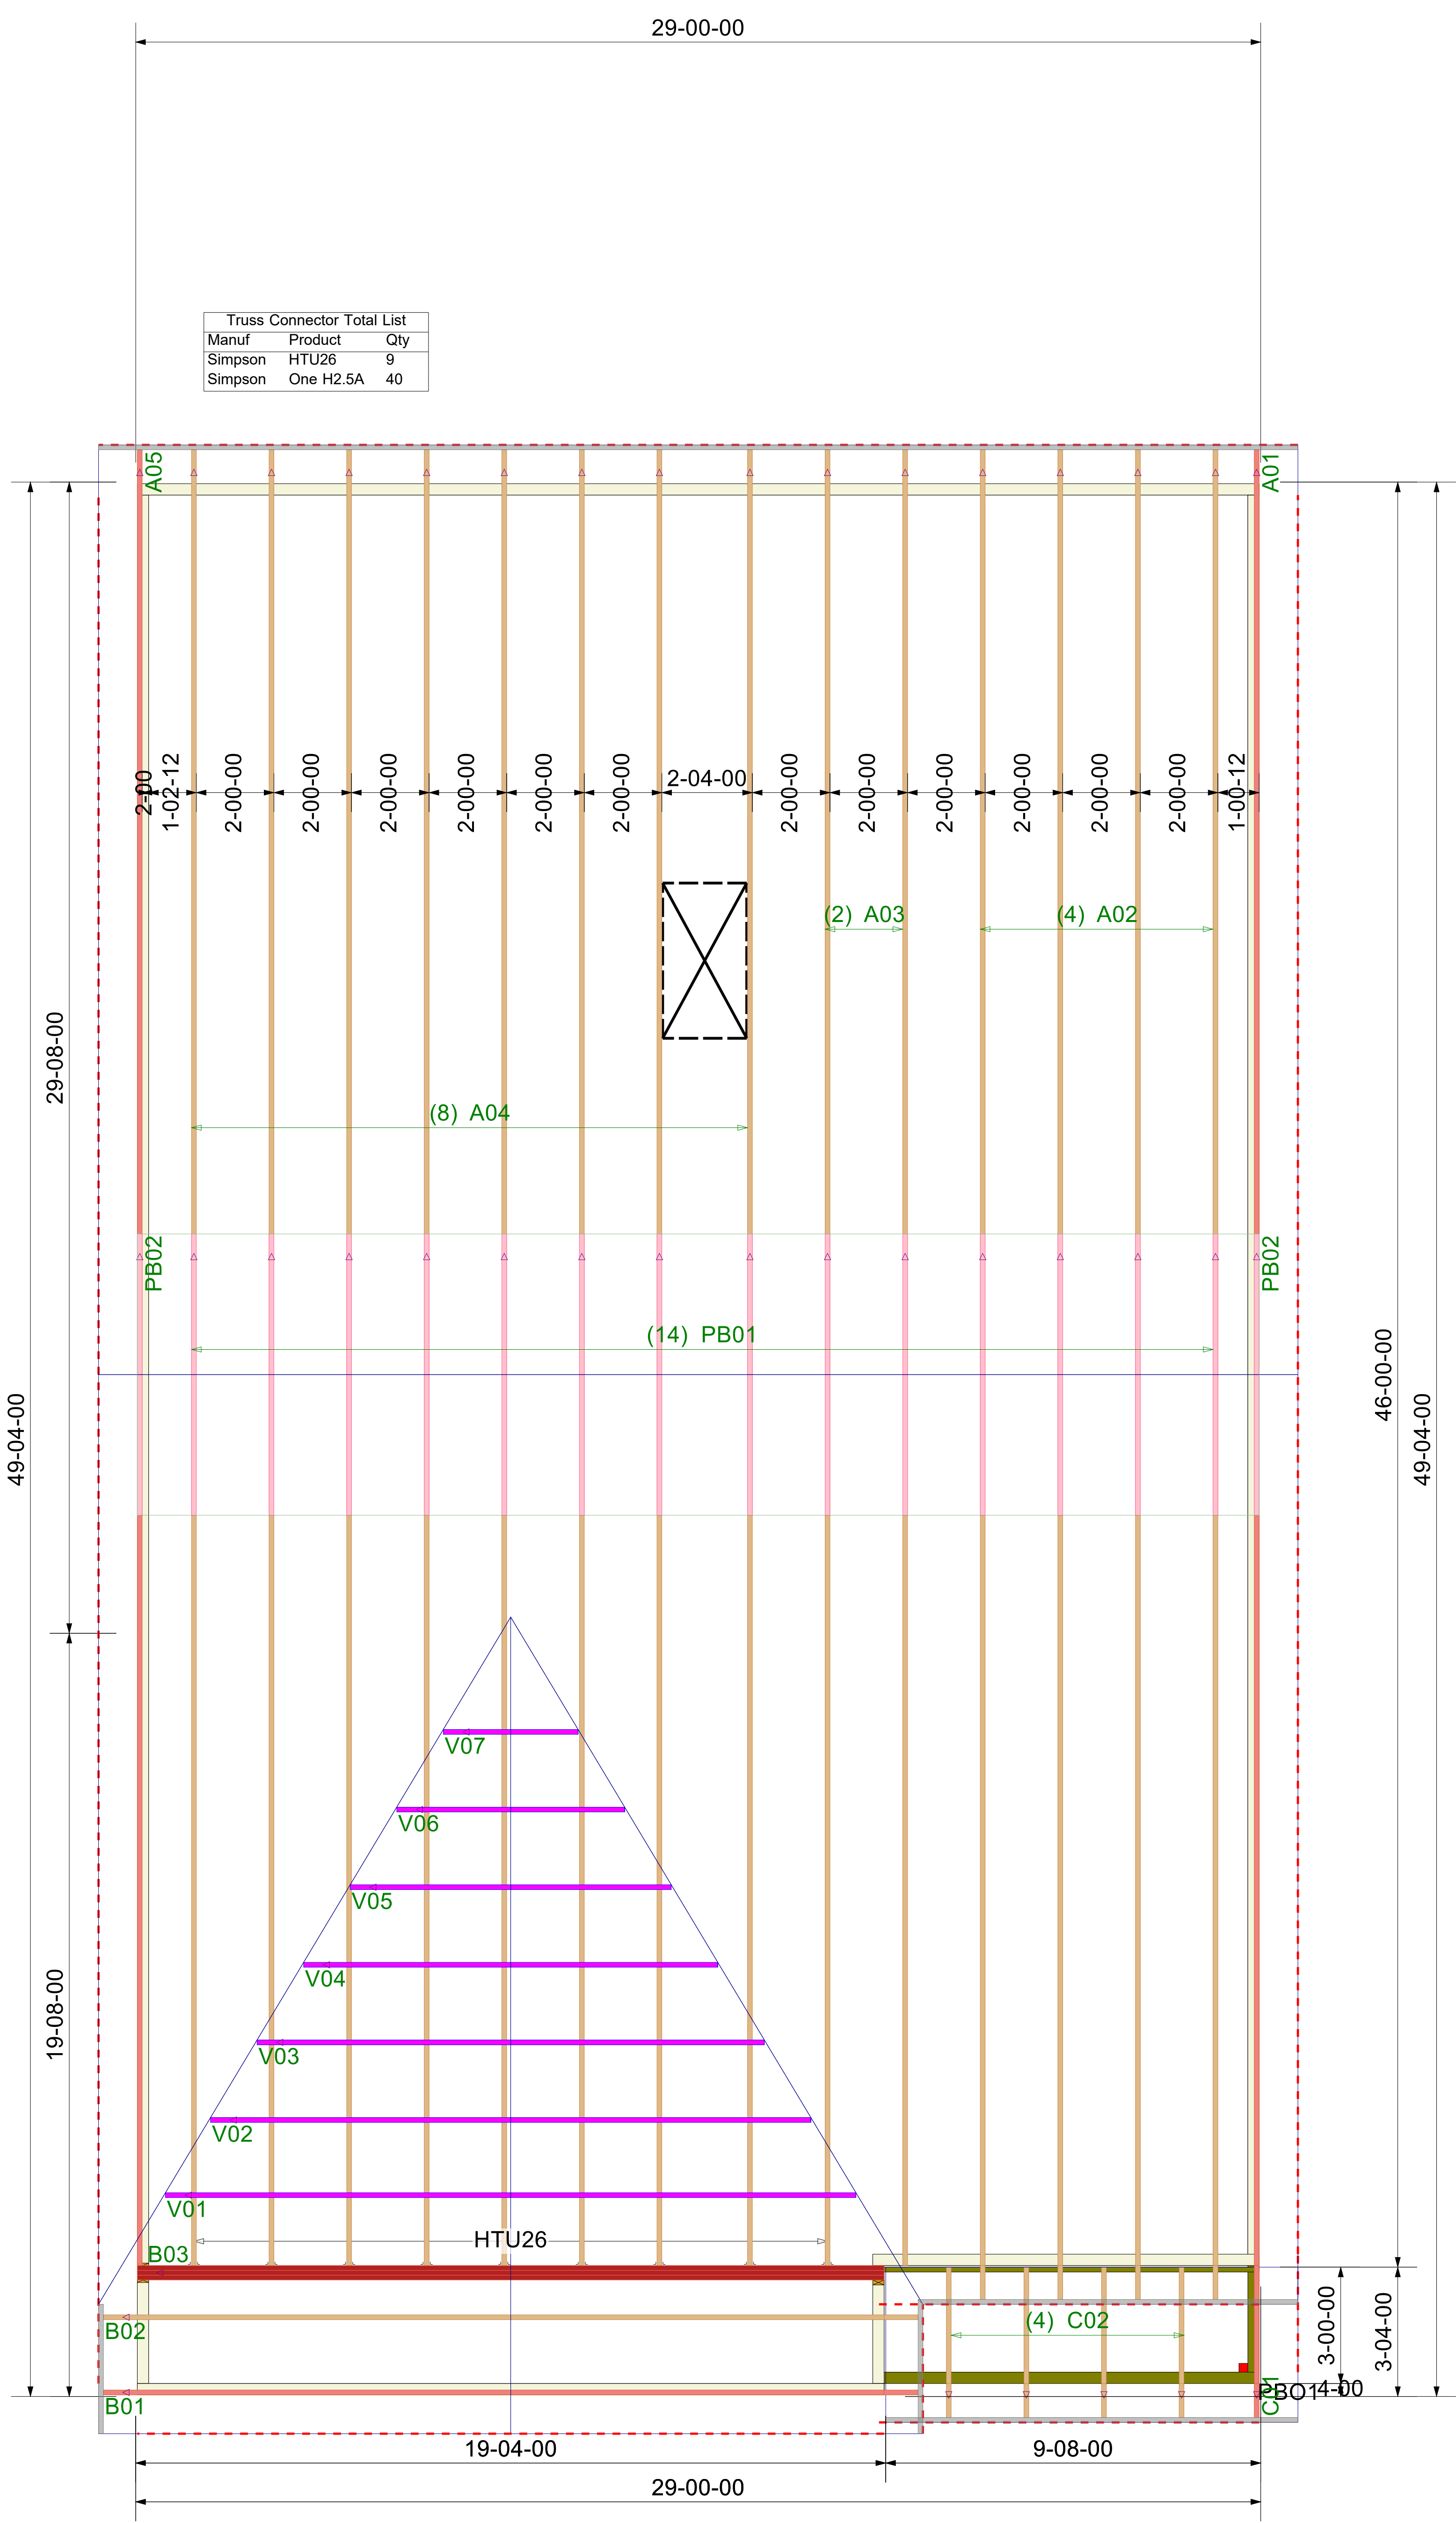 29-00-00
Truss Connector Total List
Manuf Product Qty
Simpson HTU26 9
Simpson One H2.5A 40
A05
A01
2-00
1-02-12
2-00-00
2-00-00
2-00-00
2-00-00
2-00-00
2-00-00
2-04-00
2-00-00
2-00-00
2-00-00
2-00-00
2-00-00
2-00-00
1-00-12
(2) A03
(4) A02
29-08-00
(8) A04
PB02
PB02
(14) PB01
49-04-00
46-00-00
49-04-00
V07
V06
V05
V04
19-08-00
V03
V02
V01
HTU26
B03
B02
(4) C02
3-00-00
3-04-00
B01
C01
PBO1
4-00
19-04-00
9-08-00
29-00-00